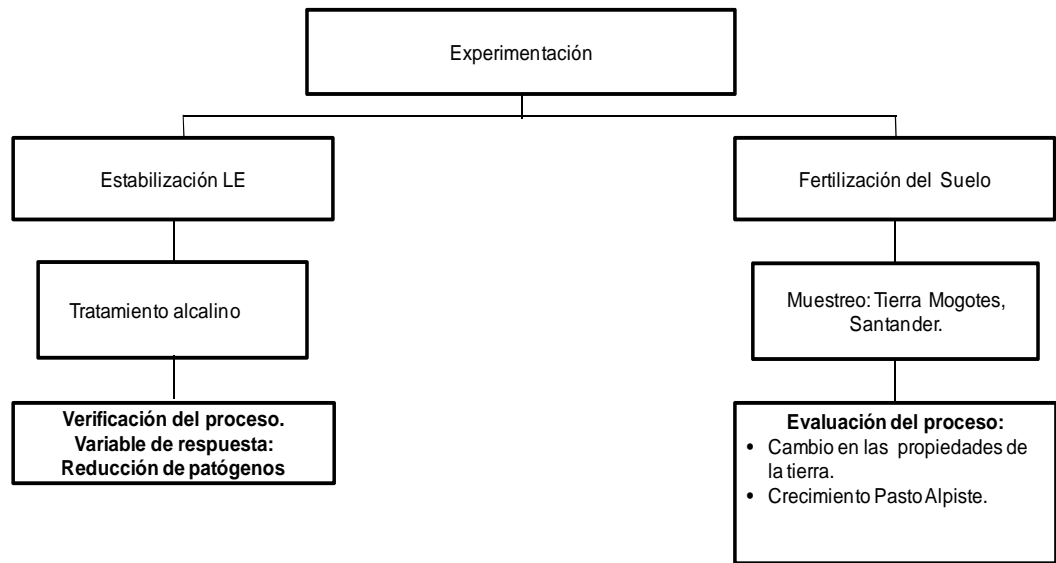 Experimentación
Estabilización LE
Fertilización del Suelo
Tratamiento alcalino
Muestreo: Tierra Mogotes,
Santander.
Verificación del proceso.
Variable de respuesta:
Reducción de patógenos
Evaluación del proceso:
• Cambio en las propiedades de
la tierra.
• Crecimiento Pasto Alpiste.